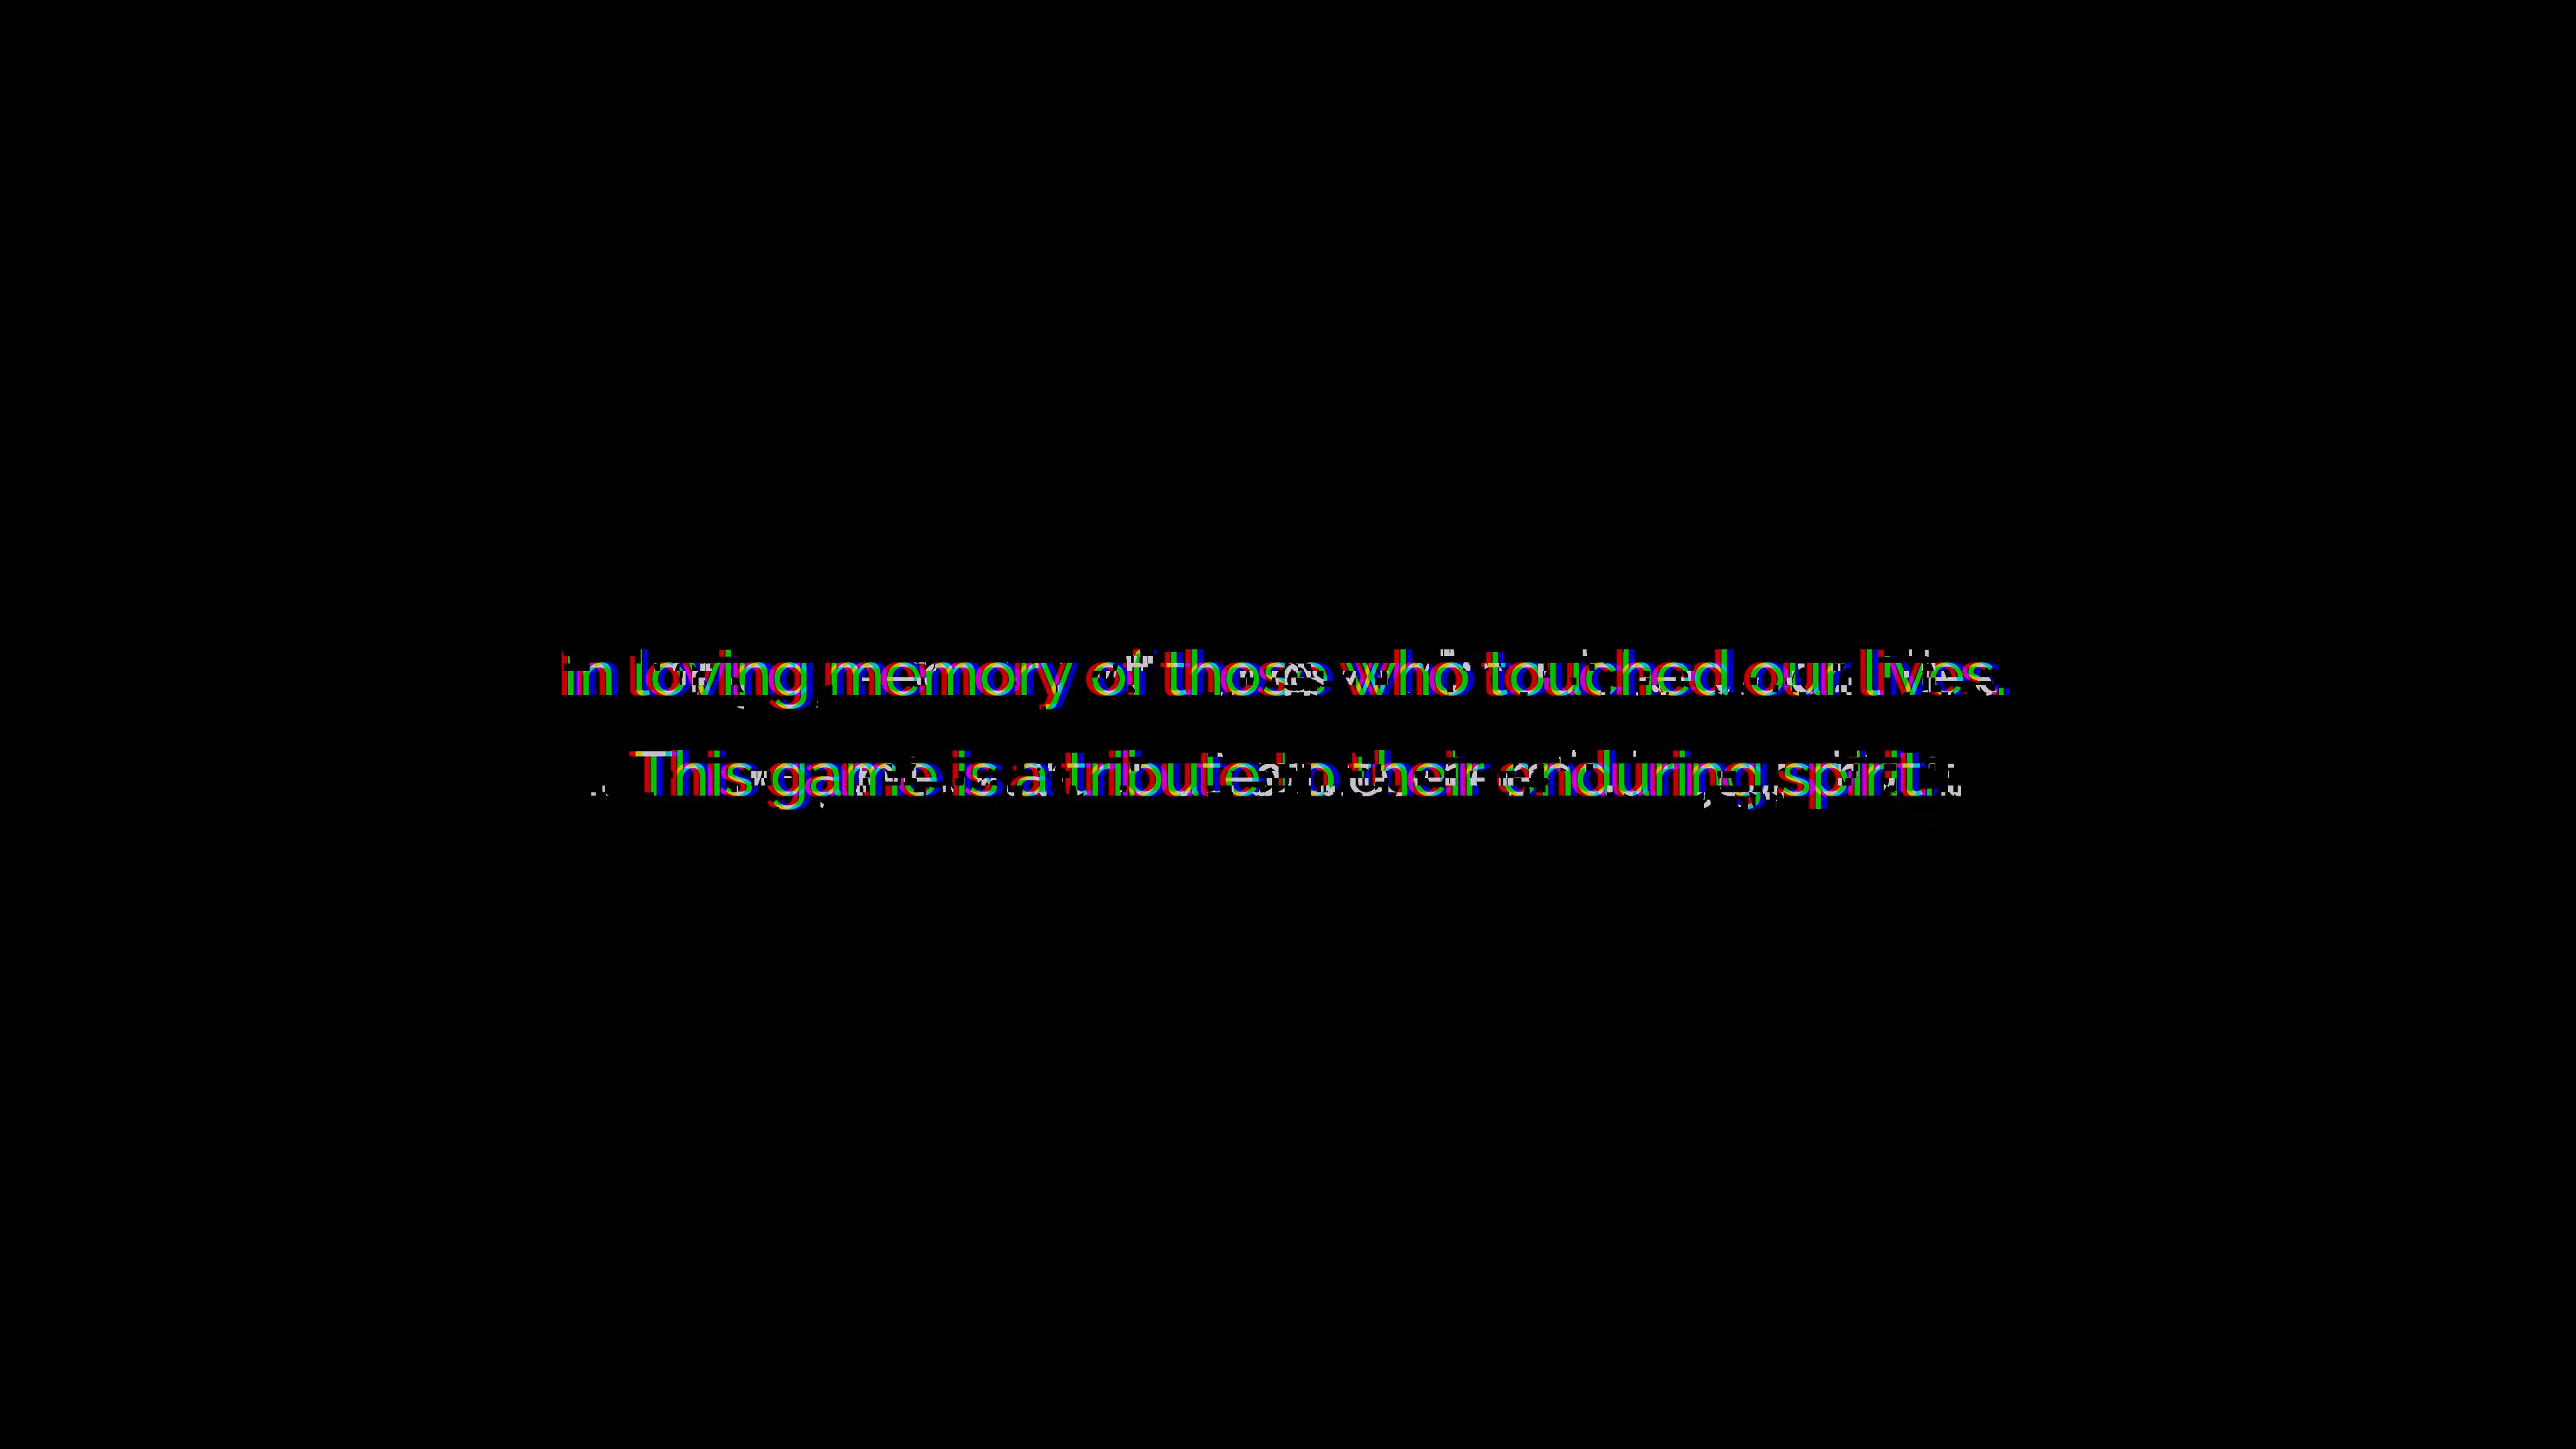 In loving memory of those who touched our lives.
This game is a tribute to their enduring spirit.